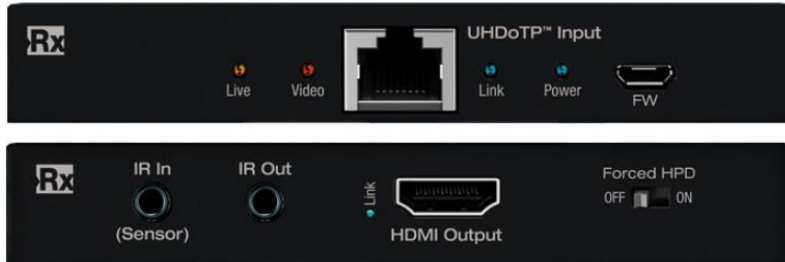 Rx
UHDoTP™ Input
Live
Video
Link
Power
FW
Rx
IR In
IR Out
Forced HPD
OFF
ON
Link
(Sensor)
HDMI Output